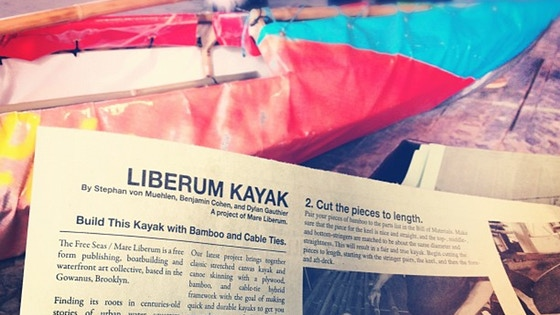 LIBERUM KAYAK
By Stephan von Muehlen, Benjamin Cohen, and Dylan Gauthier
A project of Mare Liberum.
Build This Kayak with Bamboo and Cable Ties.
The Free Seas / Mare Liberum is a free
form publishing, boatbuilding and
waterfront art collective, based in the
Gowanus, Brooklyn.
Finding its roots in centuries-old
stories of urban water
Our latest project brings together
classic stretched canvas kayak and
canoe skinning with a plywood,
bamboo, and cable-tie hybrid
framework with the goal of making
quick and durable kayaks to get you
2. Cut the pieces to length.
Pair your pieces of bamboo to the parts list in the Bill of Materials. Make
sure that the piece for the keel is nice and straight, and the top-, middle-
and bottom-stringers are matched to be about the same diameter and
straightness. This will result in a fair and true kayak. Begin cutting the
pieces to length, starting with the stronger pieces, the keel, and then the fore-
and aft-deck.